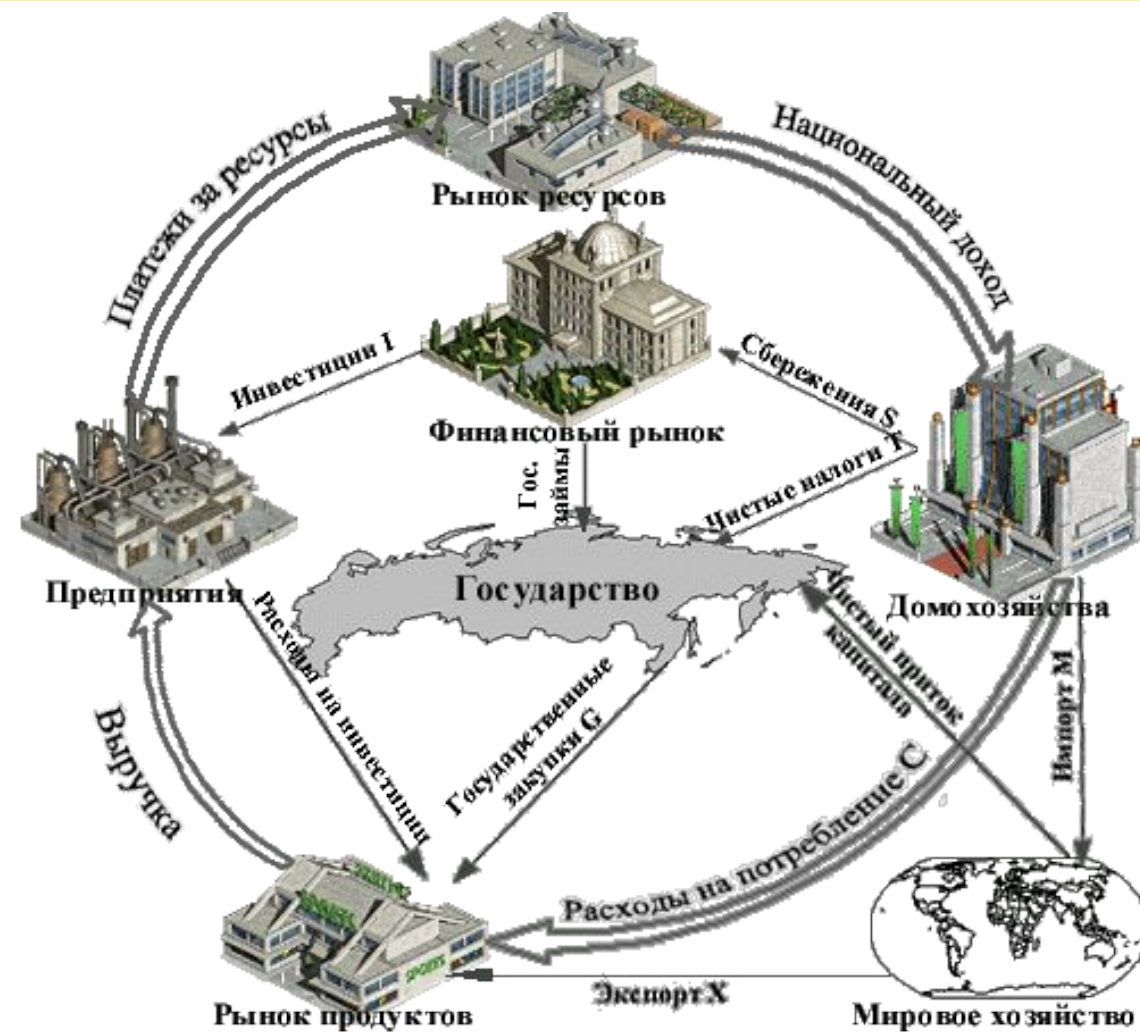 Рынок ресурсов
Платежи за ресурсы
Национальный доход
Инвестиции I
Сбережения S
Финансовый рынок
Гос.
займы
Чистые налоги T
Предприятия
Государство
Домохозяйства
Расходы на инвестиции
Государственные
закупки G
Чистый приток
капитала
Импорт M
Выручка
Расходы на потребление C
SPORTS
Экспорт X
Рынок продуктов
Мировое хозяйство